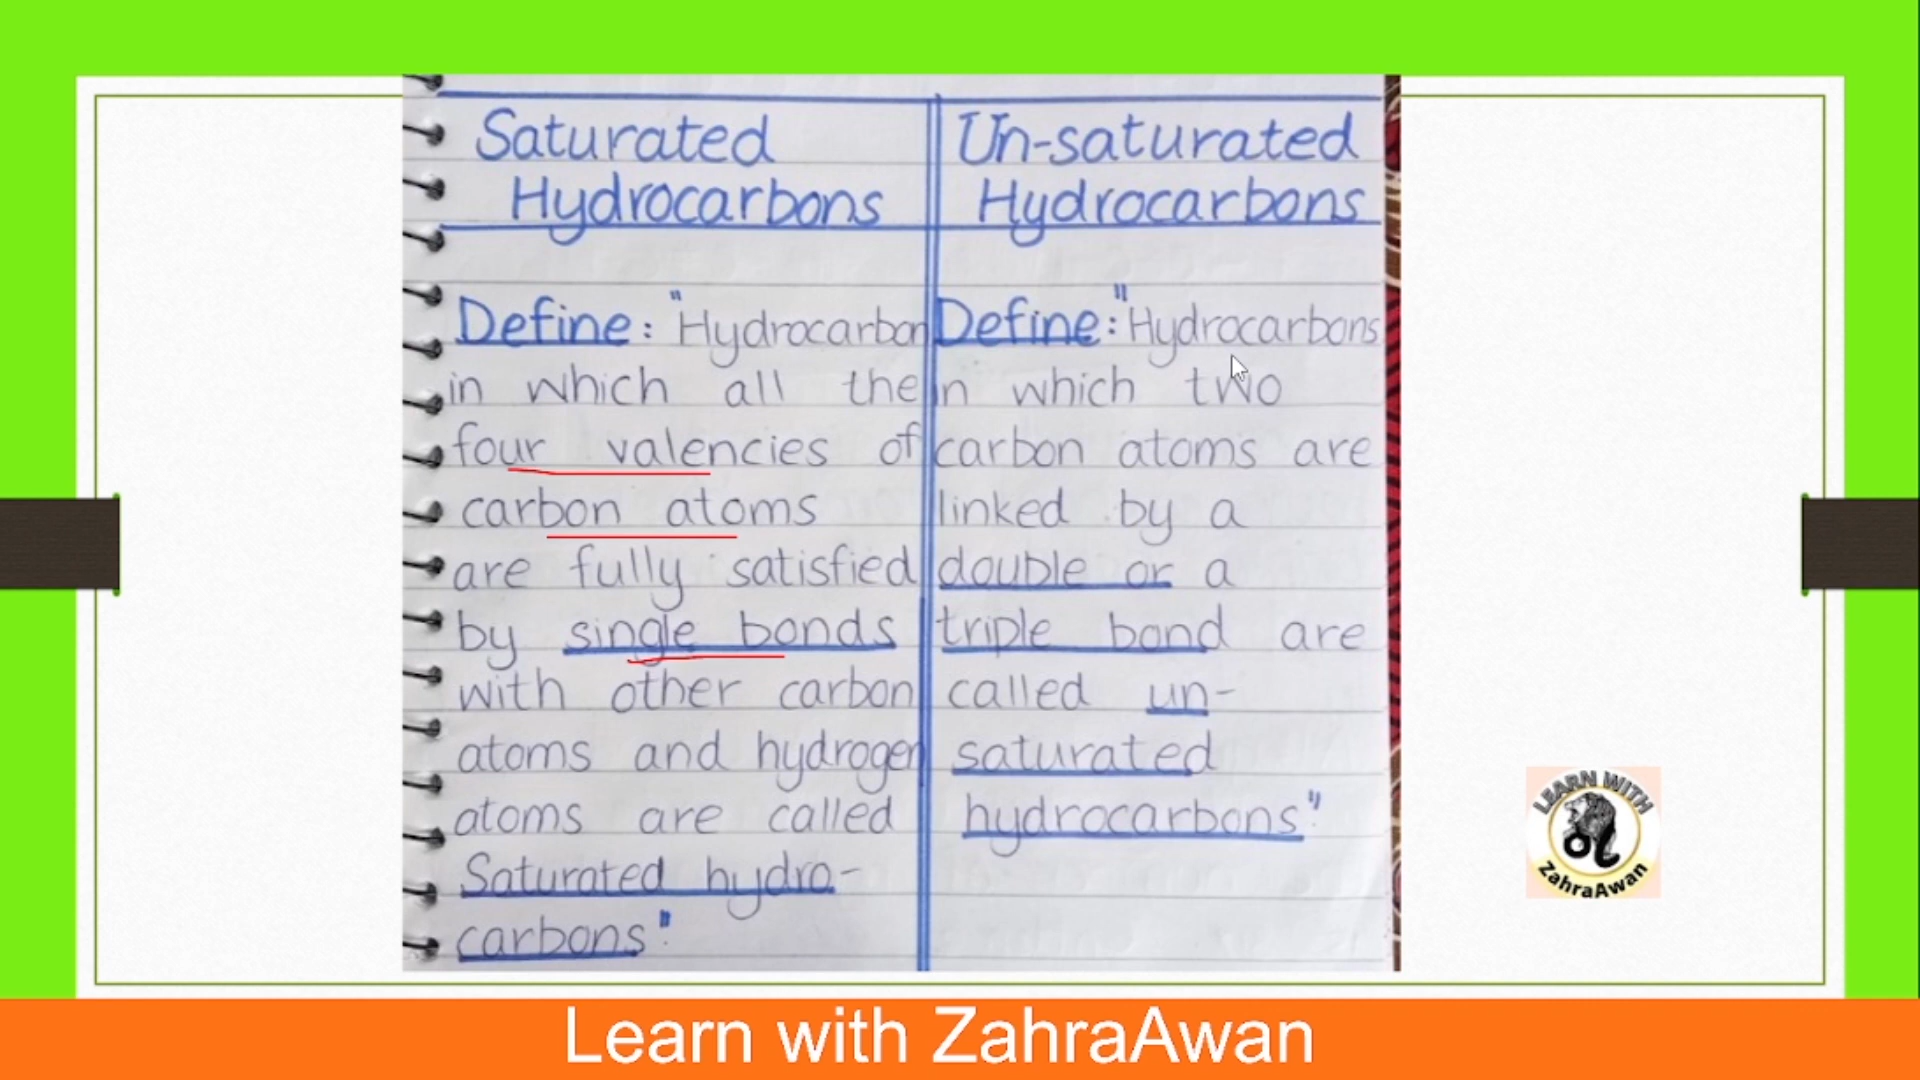 Saturated
Hydrocarbons
Define: "Hydrocarbon
in which all the
four valencies of
carbon atoms
are fully satisfied
by single bonds
with other carbon
atoms and hydrogen
atoms are called
Saturated hydro-
carbons"
Un-saturated
Hydrocarbons
Define: "Hydrocarbons
in which two
carbon atoms are
linked by a
double or a
triple bond are
called un-
saturated
hydrocarbons".
LEARN WITH
ZahraAwan
Learn with ZahraAwan